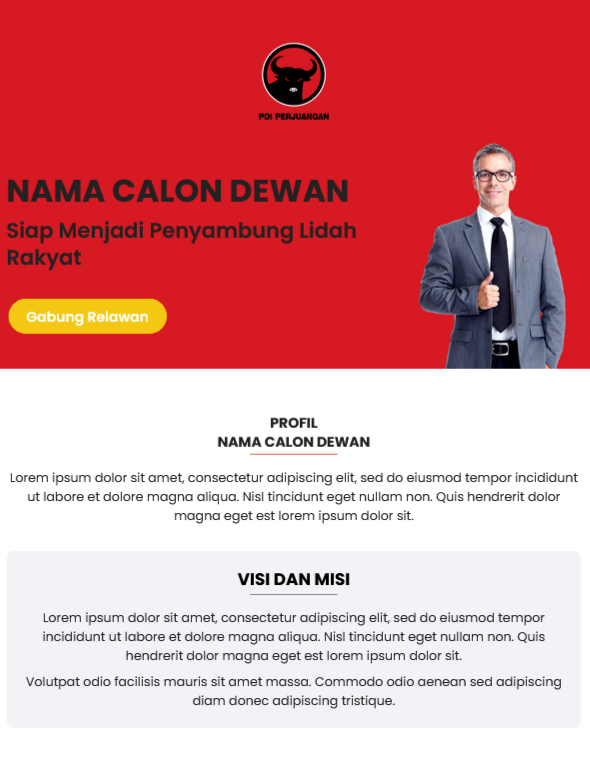 PDI PERJUANGAN
NAMA CALON DEWAN
Siap Menjadi Penyambung Lidah
Rakyat
Gabung Relawan
PROFIL
NAMA CALON DEWAN
Lorem ipsum dolor sit amet, consectetur adipiscing elit, sed do eiusmod tempor incididunt
ut labore et dolore magna aliqua. Nisl tincidunt eget nullam non. Quis hendrerit dolor
magna eget est lorem ipsum dolor sit.
VISI DAN MISI
Lorem ipsum dolor sit amet, consectetur adipiscing elit, sed do eiusmod tempor
incididunt ut labore et dolore magna aliqua. Nisl tincidunt eget nullam non. Quis
hendrerit dolor magna eget est lorem ipsum dolor sit.
Volutpat odio facilisis mauris sit amet massa. Commodo odio aenean sed adipiscing
diam donec adipiscing tristique.